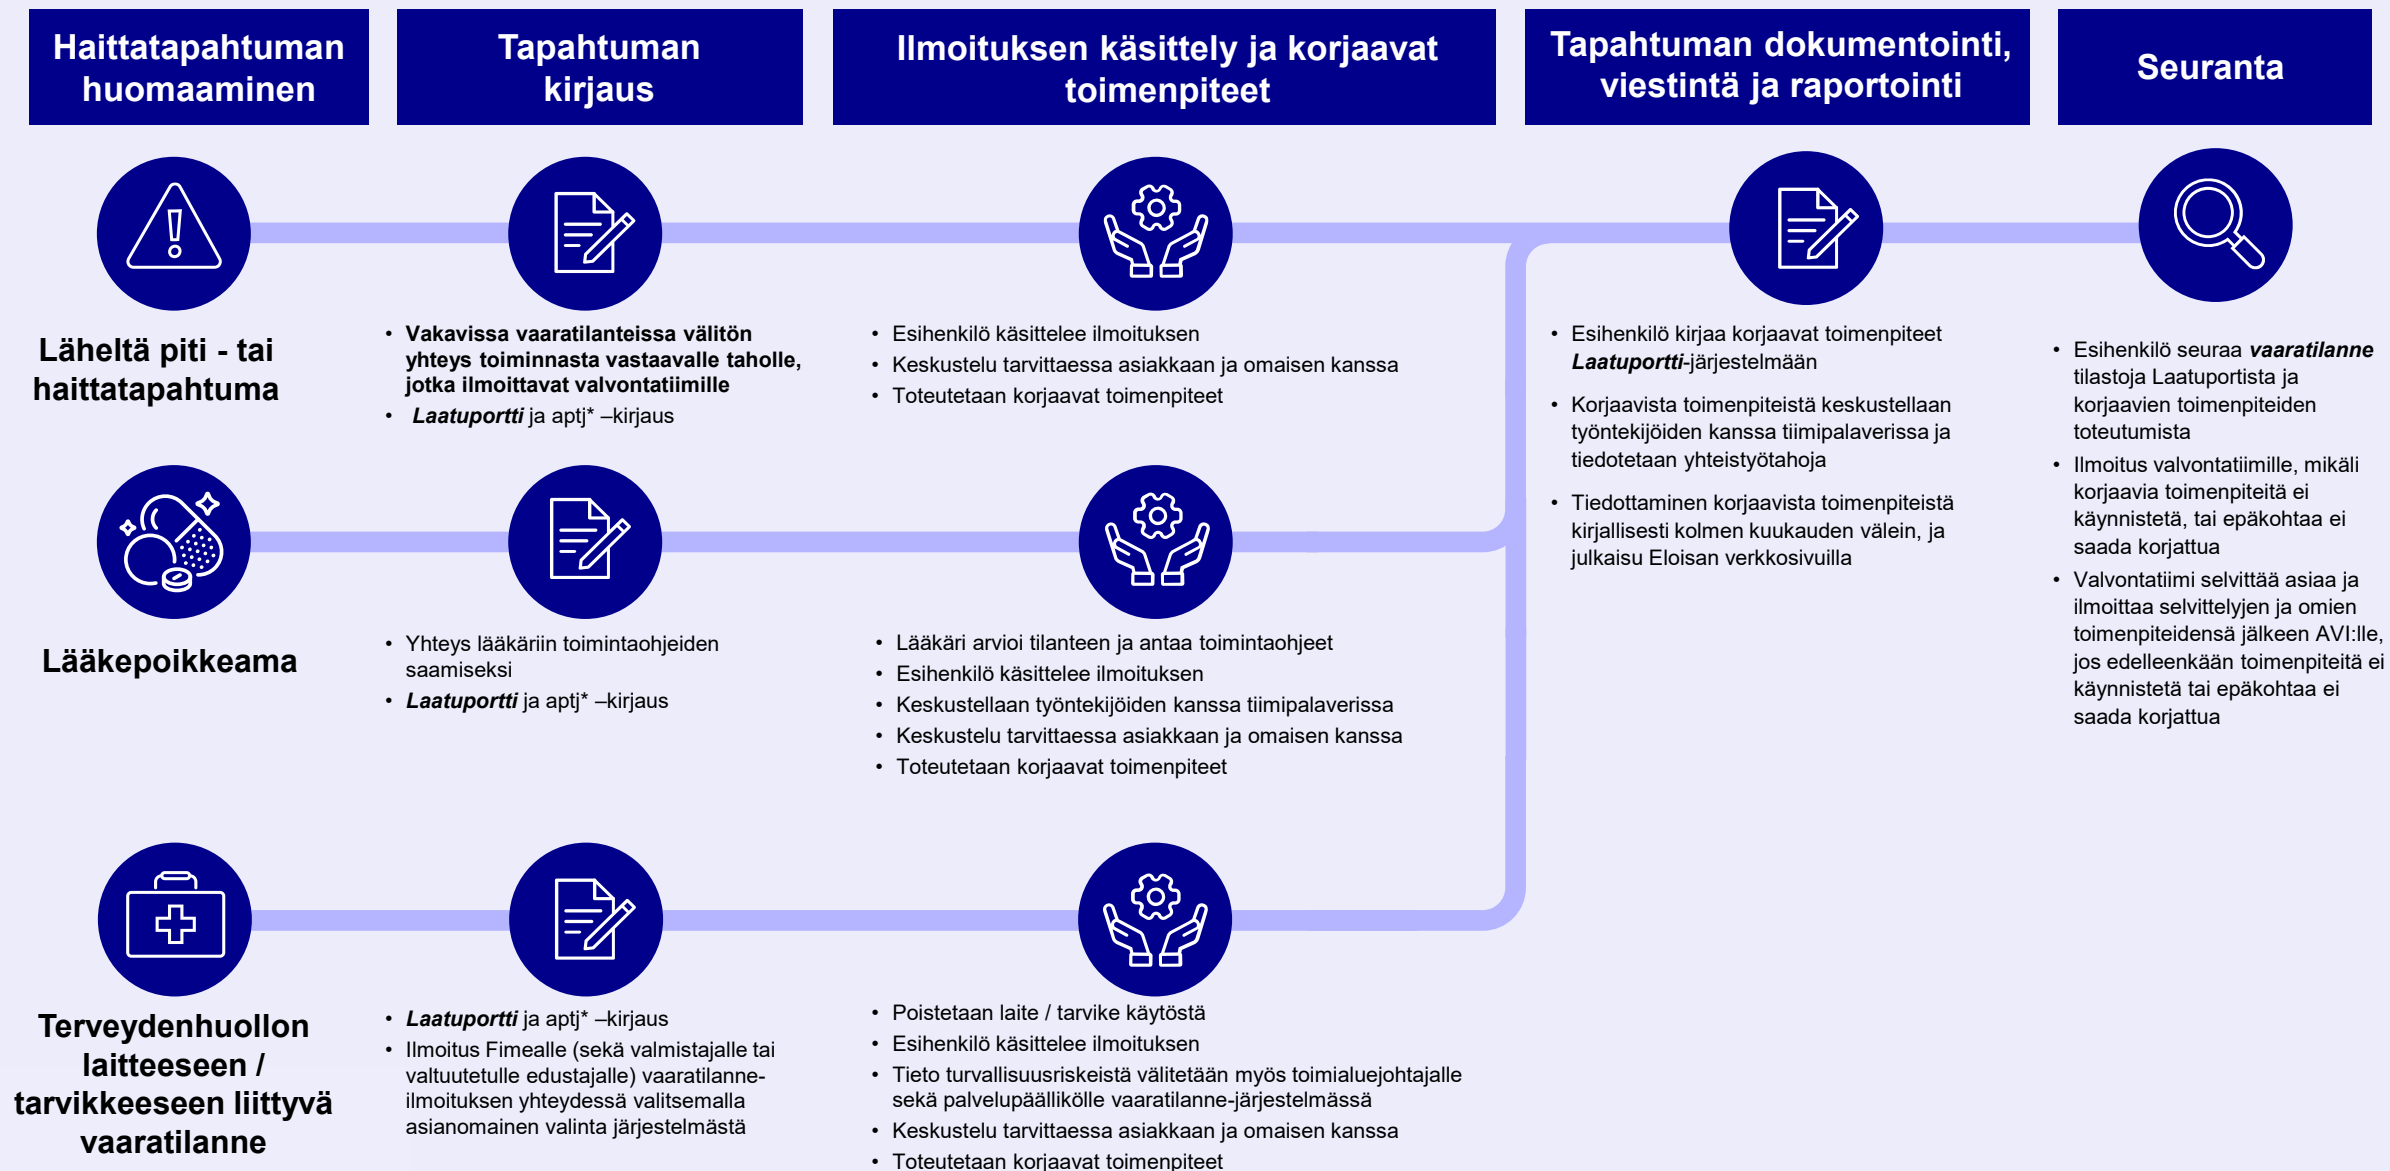 Haittatapahtuman
huomaaminen
Tapahtuman
kirjaus
Ilmoituksen käsittely ja korjaavat
toimenpiteet
Tapahtuman dokumentointi,
viestintä ja raportointi
Seuranta
Läheltä piti - tai
haittatapahtuma
• Vakavissa vaaratilanteissa välitön
yhteys toiminnasta vastaavalle taholle,
jotka ilmoittavat valvontatiimille
• Laatuportti ja aptj* –kirjaus
• Esihenkilö käsittelee ilmoituksen
• Keskustelu tarvittaessa asiakkaan ja omaisen kanssa
• Toteutetaan korjaavat toimenpiteet
• Esihenkilö kirjaa korjaavat toimenpiteet
Laatuportti-järjestelmään
• Korjaavista toimenpiteistä keskustellaan
työntekijöiden kanssa tiimipalaverissa ja
tiedotetaan yhteistyötahoja
• Tiedottaminen korjaavista toimenpiteistä
kirjallisesti kolmen kuukauden välein, ja
julkaisu Eloisan verkkosivuilla
• Esihenkilö seuraa vaaratilanne
tilastoja Laatuportista ja
korjaavien toimenpiteiden
toteutumista
• Ilmoitus valvontatiimille, mikäli
korjaavia toimenpiteitä ei
käynnistetä, tai epäkohtaa ei
saada korjattua
• Valvontatiimi selvittää asiaa ja
ilmoittaa selvittelyjen ja omien
toimenpiteidensä jälkeen AVI:lle,
jos edelleenkään toimenpiteitä ei
käynnistetä tai epäkohtaa ei
saada korjattua
Lääkepoikkeama
• Yhteys lääkäriin toimintaohjeiden
saamiseksi
• Laatuportti ja aptj* –kirjaus
• Lääkäri arvioi tilanteen ja antaa toimintaohjeet
• Esihenkilö käsittelee ilmoituksen
• Keskustellaan työntekijöiden kanssa tiimipalaverissa
• Keskustelu tarvittaessa asiakkaan ja omaisen kanssa
• Toteutetaan korjaavat toimenpiteet
Terveydenhuollon
laitteeseen /
tarvikkeeseen liittyvä
vaaratilanne
• Laatuportti ja aptj* –kirjaus
• Ilmoitus Fimealle (sekä valmistajalle tai
valtuutetulle edustajalle) vaaratilanne-
ilmoituksen yhteydessä valitsemalla
asianomainen valinta järjestelmästä
• Poistetaan laite / tarvike käytöstä
• Esihenkilö käsittelee ilmoituksen
• Tieto turvallisuusriskeistä välitetään myös toimialuejohtajalle
sekä palvelupäällikölle vaaratilanne-järjestelmässä
• Keskustelu tarvittaessa asiakkaan ja omaisen kanssa
• Toteutetaan korjaavat toimenpiteet